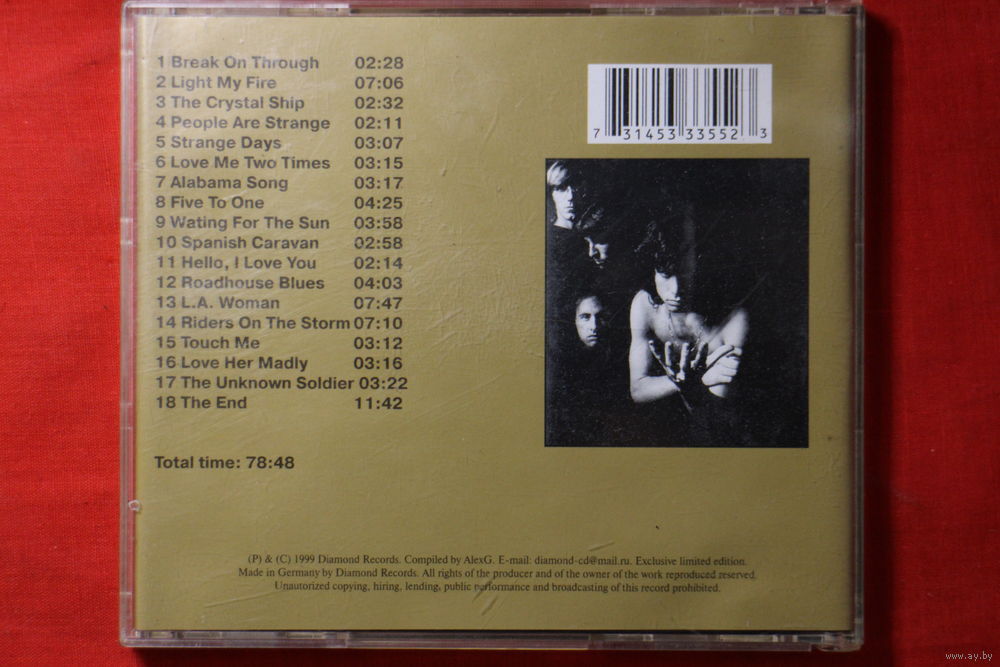 1 Break On Through 02:28
2 Light My Fire 07:06
3 The Crystal Ship 02:32
4 People Are Strange 02:11
5 Strange Days 03:07
6 Love Me Two Times 03:15
7 Alabama Song 03:17
8 Five To One 04:25
9 Wating For The Sun 03:58
10 Spanish Caravan 02:58
11 Hello, I Love You 02:14
12 Roadhouse Blues 04:03
13 L.A. Woman 07:47
14 Riders On The Storm 07:10
15 Touch Me 03:12
16 Love Her Madly 03:16
17 The Unknown Soldier 03:22
18 The End 11:42
Total time: 78:48
7 31453 33552 3
(P) & (C) 1999 Diamond Records. Compiled by AlexG. E-mail: diamond-cd@mail.ru. Exclusive limited edition.
Made in Germany by Diamond Records. All rights of the producer and of the owner of the work reproduced reserved.
Unautorized copying, hiring, lending, public performance and broadcasting of this record prohibited.
www.ay.by